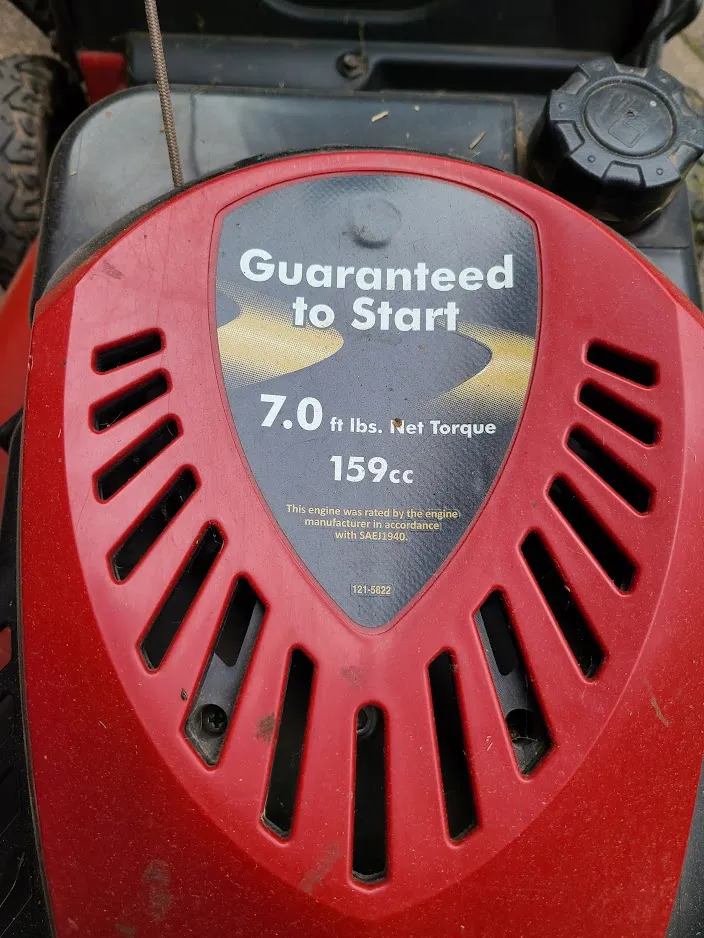 Guaranteed
to Start
7.0 ft lbs. Net Torque
159cc
This engine was rated by the engine
manufacturer in accordance
with SAEJ1940.
121-5822